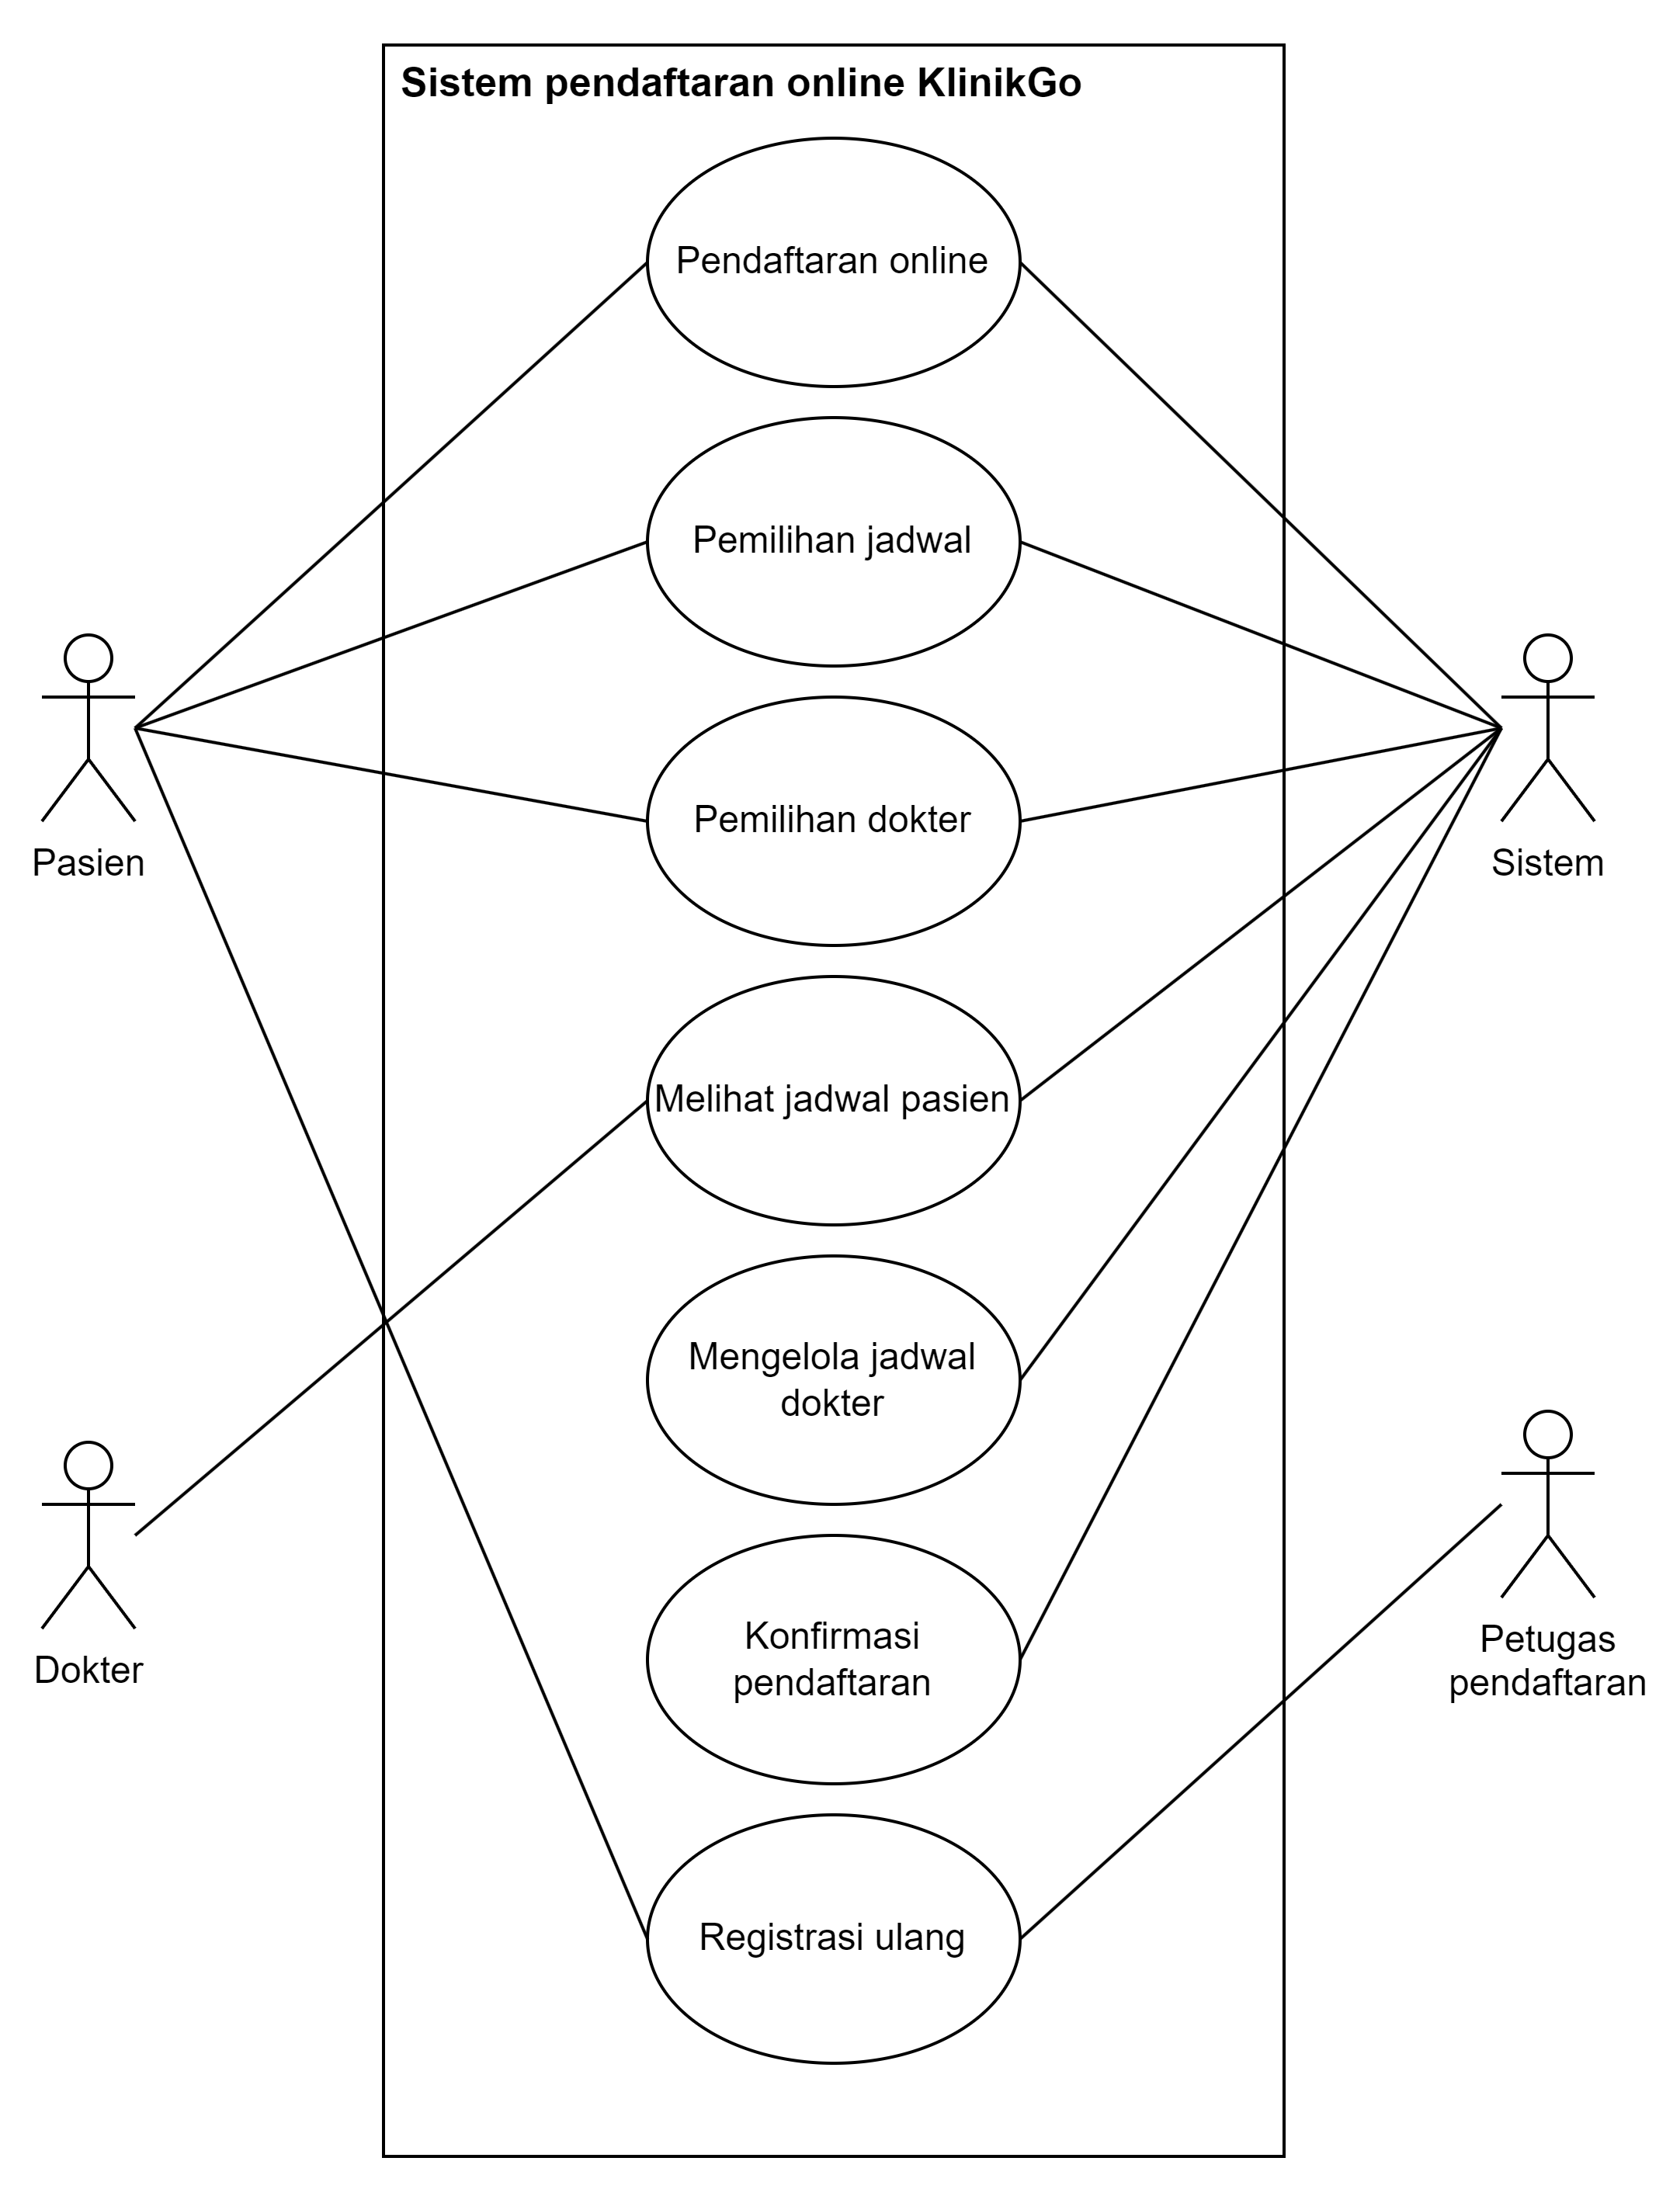 Sistem pendaftaran online KlinikGo
Pendaftaran online
Pemilihan jadwal
Pemilihan dokter
Pasien
Sistem
Melihat jadwal pasien
Mengelola jadwal
dokter
Konfirmasi
pendaftaran
Dokter
Petugas
pendaftaran
Registrasi ulang